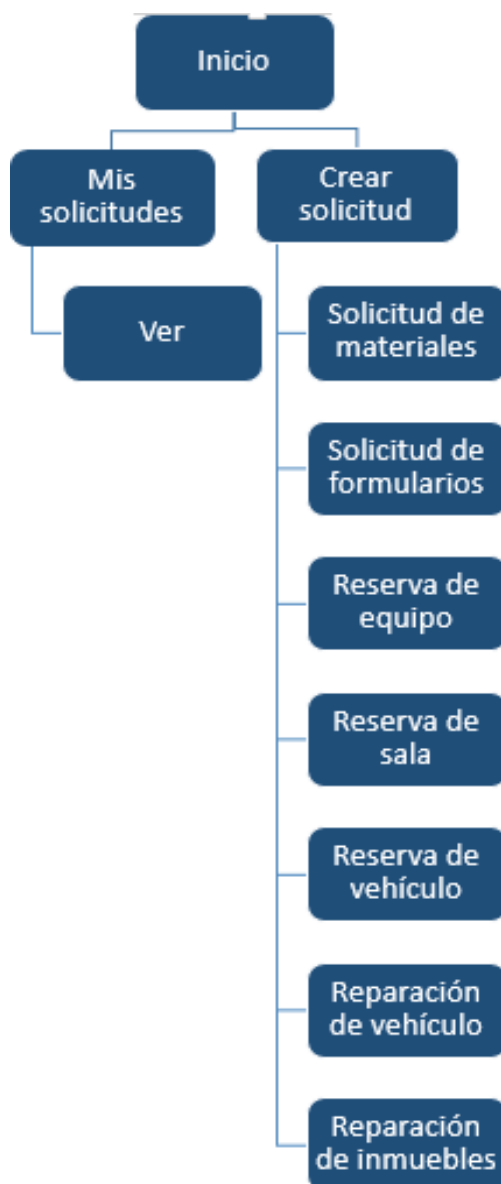 Inicio
Mis
solicitudes
Crear
solicitud
Ver
Solicitud de
materiales
Solicitud de
formularios
Reserva de
equipo
Reserva de
sala
Reserva de
vehículo
Reparación
de vehículo
Reparación
de inmuebles